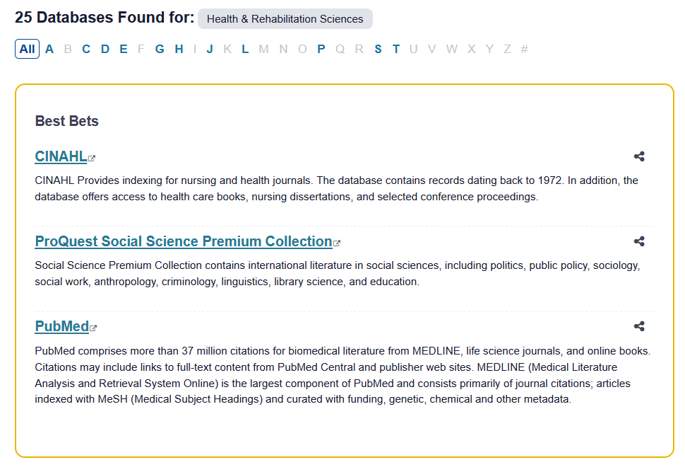 25 Databases Found for: Health & Rehabilitation Sciences
All A B C D E F G H I J K L M N O P Q R S T U V W X Y Z #
Best Bets
CINAHL
CINAHL Provides indexing for nursing and health journals. The database contains records dating back to 1972. In addition, the
database offers access to health care books, nursing dissertations, and selected conference proceedings.
ProQuest Social Science Premium Collection
Social Science Premium Collection contains international literature in social sciences, including politics, public policy, sociology,
social work, anthropology, criminology, linguistics, library science, and education.
PubMed
PubMed comprises more than 37 million citations for biomedical literature from MEDLINE, life science journals, and online books.
Citations may include links to full-text content from PubMed Central and publisher web sites. MEDLINE (Medical Literature
Analysis and Retrieval System Online) is the largest component of PubMed and consists primarily of journal citations; articles
indexed with MeSH (Medical Subject Headings) and curated with funding, genetic, chemical and other metadata.